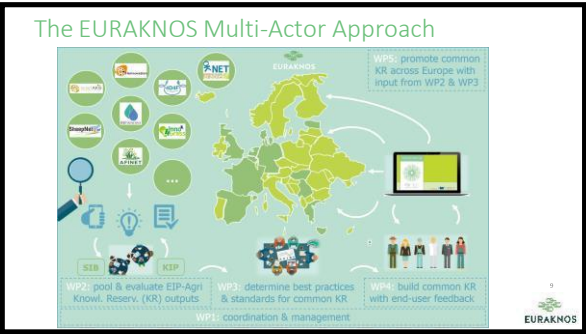 The EURAKNOS Multi-Actor Approach
EURAKNOS
WP5: promote common
KR across Europe with
input from WP2 & WP3
SheepNet
AFINET
...
SIB
KIP
WP2: pool & evaluate EIP-Agri
Knowl. Reserv. (KR) outputs
WP3: determine best practices
& standards for common KR
WP4: build common KR
with end-user feedback
WP1: coordination & management
9
EURAKNOS